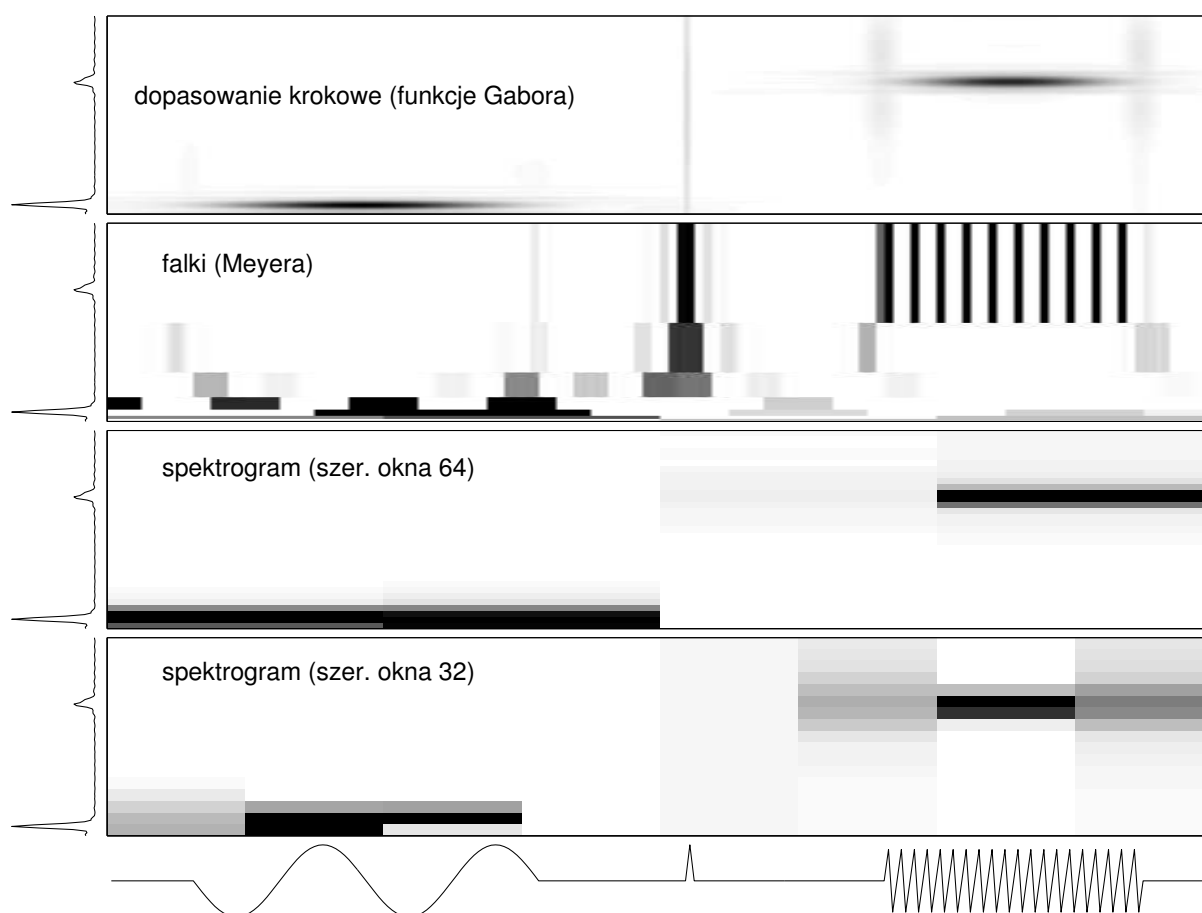 dopasowanie krokowe (funkcje Gabora)
falki (Meyera)
spektrogram (szer. okna 64)
spektrogram (szer. okna 32)